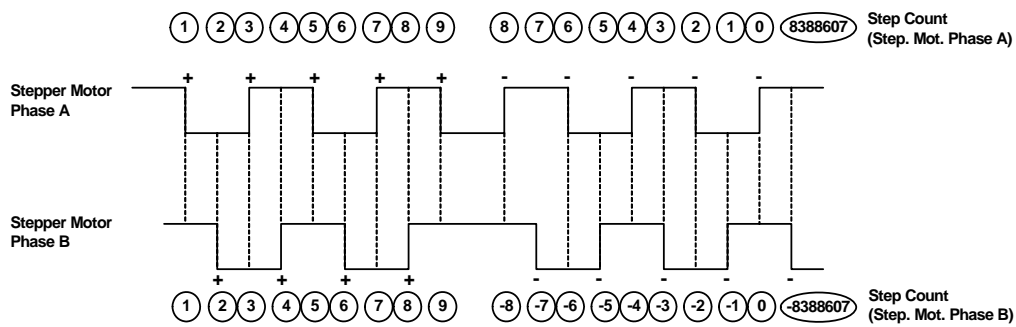 1 2 3 4 5 6 7 8 9 8 7 6 5 4 3 2 1 0 8388607 Step Count
(Step. Mot. Phase A)
+ + + + + - - - - -
Stepper Motor
Phase A
Stepper Motor
Phase B
+ + + + - - - - -
1 2 3 4 5 6 7 8 9 -8 -7 -6 -5 -4 -3 -2 -1 0 -8388607 Step Count
(Step. Mot. Phase B)